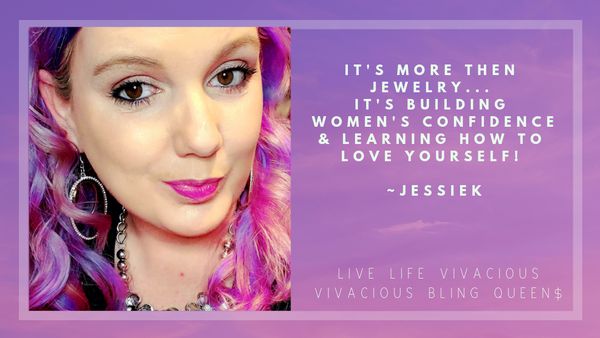 IT'S MORE THEN
JEWELRY...
IT'S BUILDING
WOMEN'S CONFIDENCE
& LEARNING HOW TO
LOVE YOURSELF!
~JESSIEK
LIVE LIFE VIVACIOUS
VIVACIOUS BLING QUEEN$